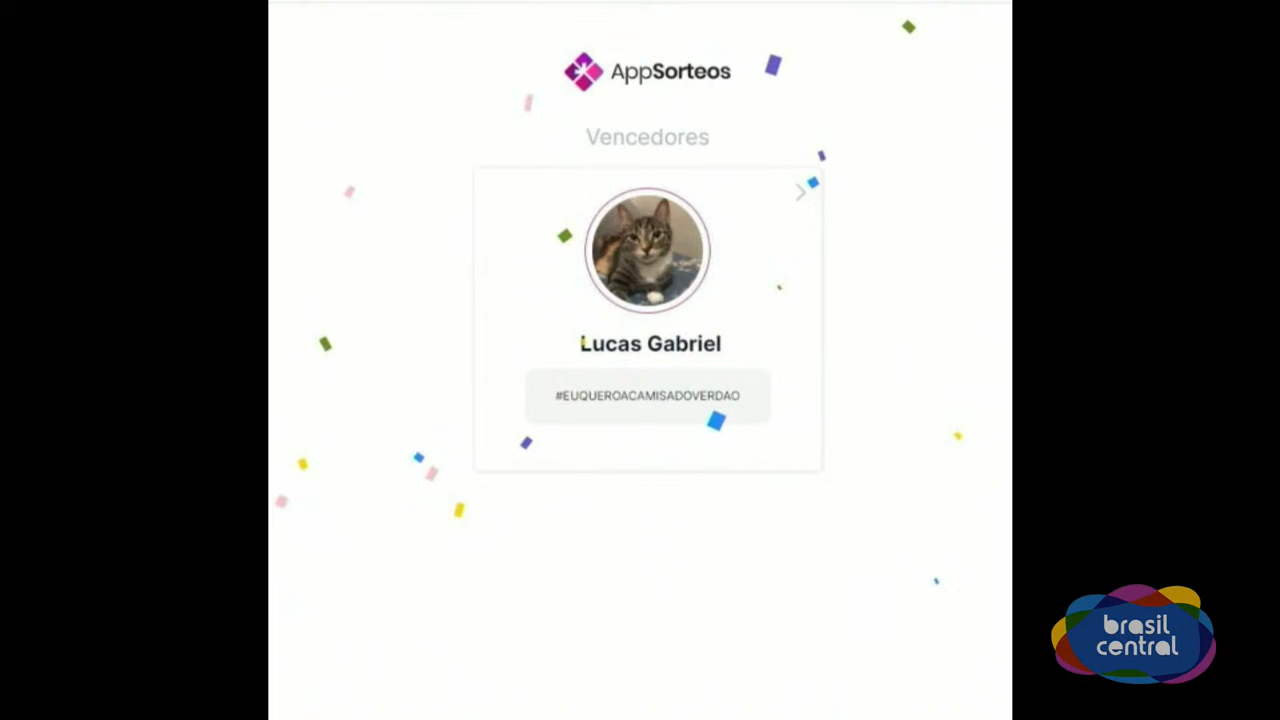 AppSorteos
Vencedores
Lucas Gabriel
#EUQUEROACAMISADOVERDAO
brasil
central